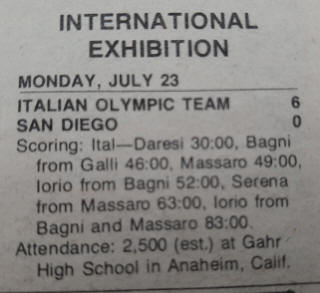 INTERNATIONAL
EXHIBITION
MONDAY, JULY 23
ITALIAN OLYMPIC TEAM 6
SAN DIEGO 0
Scoring: Ital—Daresi 30:00, Bagni
from Galli 46:00, Massaro 49:00,
Iorio from Bagni 52:00, Serena
from Massaro 63:00, Iorio from
Bagni and Massaro 83:00.
Attendance: 2,500 (est.) at Gahr
High School in Anaheim, Calif.